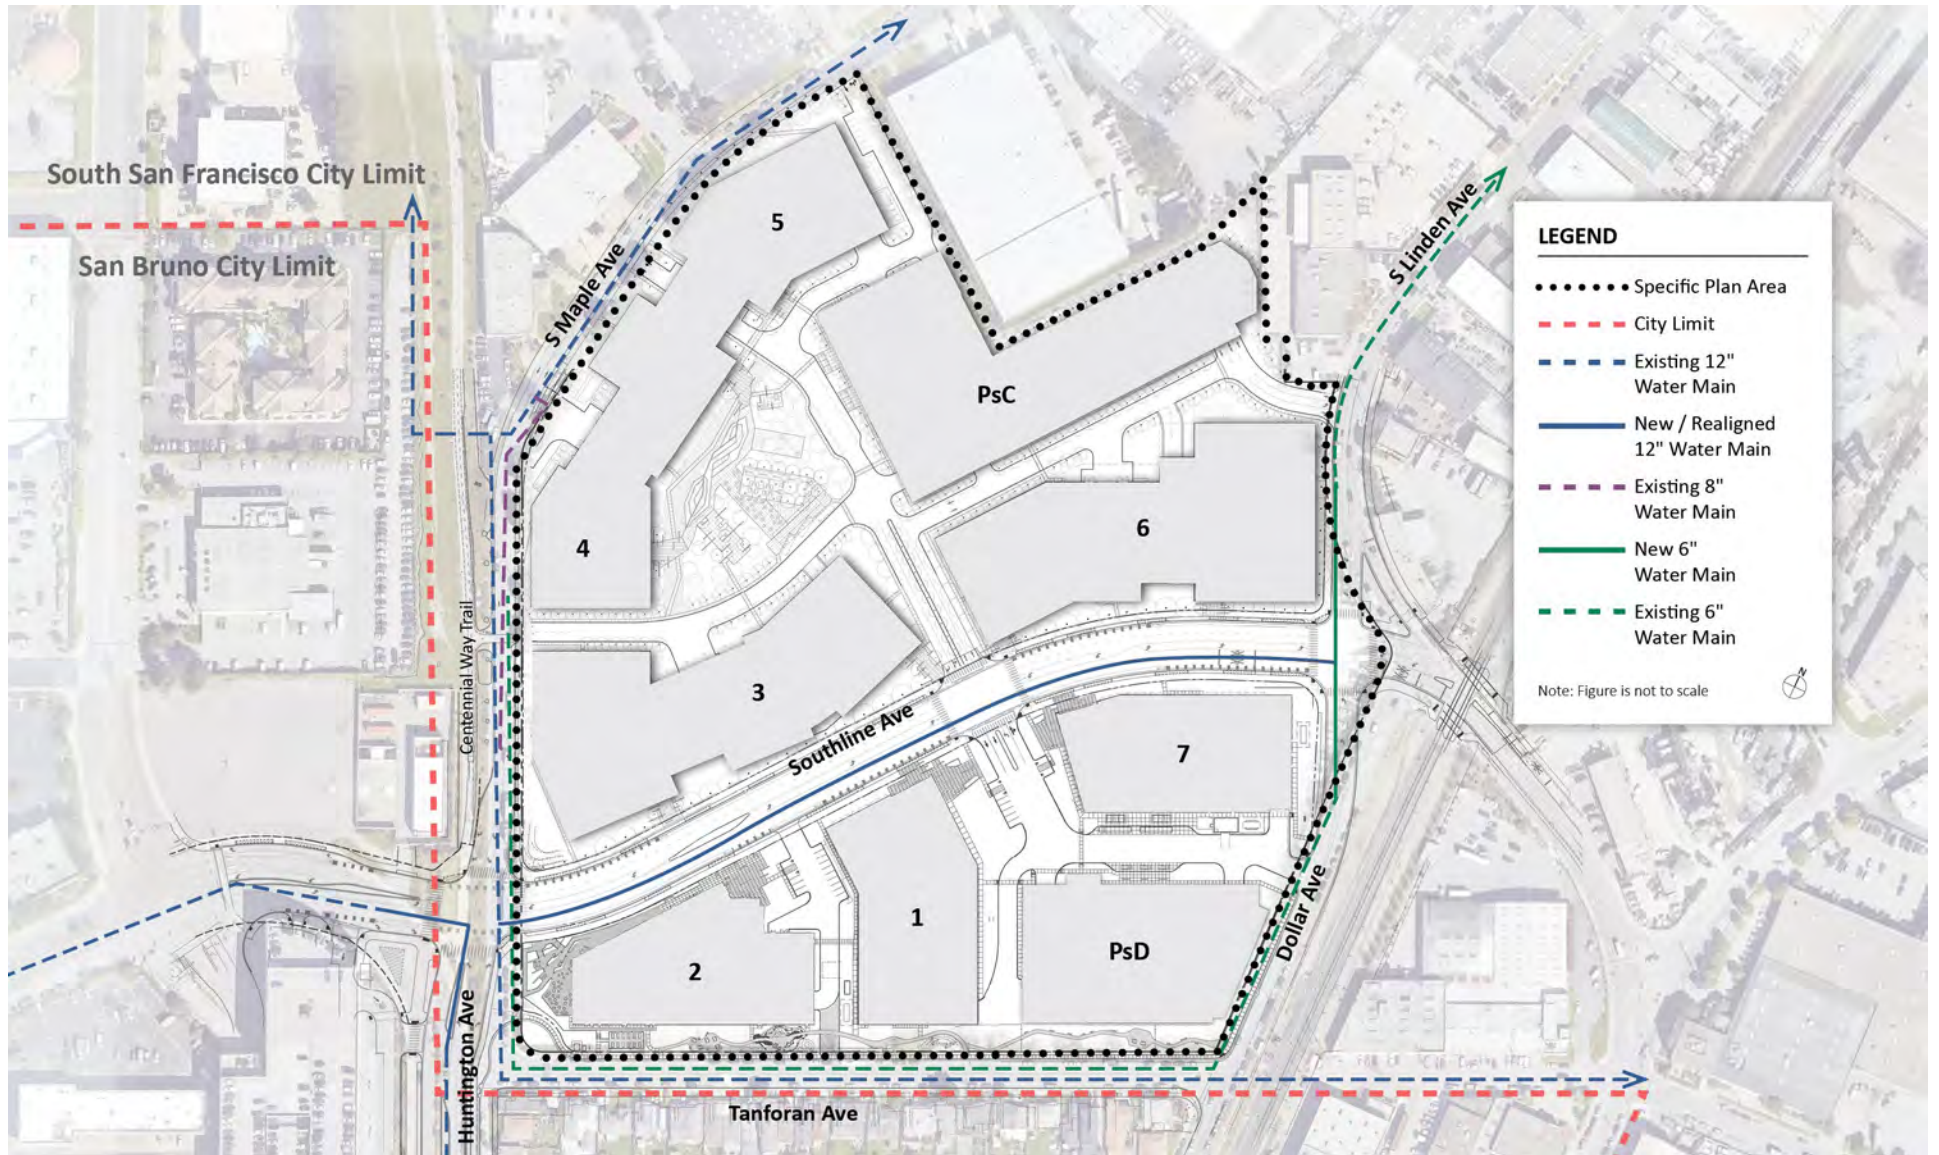 South San Francisco City Limit
San Bruno City Limit
S Maple Ave
S Linden Ave
5
PsC
4
6
3
Centennial Way Trail
Southline Ave
7
2
1
PsD
Dollar Ave
Huntington Ave
Tanforan Ave
LEGEND
Specific Plan Area
City Limit
Existing 12"
Water Main
New / Realigned
12" Water Main
Existing 8"
Water Main
New 6"
Water Main
Existing 6"
Water Main
Note: Figure is not to scale
N